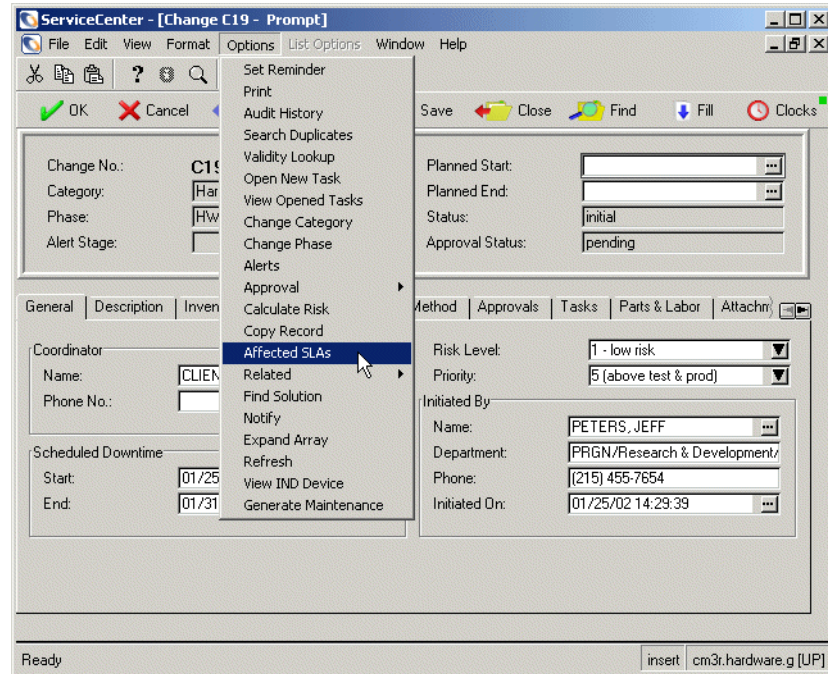 ServiceCenter - [Change C19 - Prompt]
File Edit View Format Options List Options Window Help
OK Cancel Save Close Find Fill Clocks
Set Reminder
Print
Audit History
Search Duplicates
Validity Lookup
Open New Task
View Opened Tasks
Change Category
Change Phase
Alerts
Approval
Calculate Risk
Copy Record
Affected SLAs
Related
Find Solution
Notify
Expand Array
Refresh
View IND Device
Generate Maintenance
Change No.: C19
Category: Har
Phase: HW
Alert Stage:
Planned Start:
Planned End:
Status: initial
Approval Status: pending
General Description Inven Method Approvals Tasks Parts & Labor Attachm
Coordinator
Name: CLIEN
Phone No.:
Scheduled Downtime
Start: 01/25
End: 01/31
Risk Level: 1 - low risk
Priority: 5 (above test & prod)
Initiated By
Name: PETERS, JEFF
Department: PRGN/Research & Development/
Phone: (215) 455-7654
Initiated On: 01/25/02 14:29:39
Ready insert cm3r.hardware.g [UP]